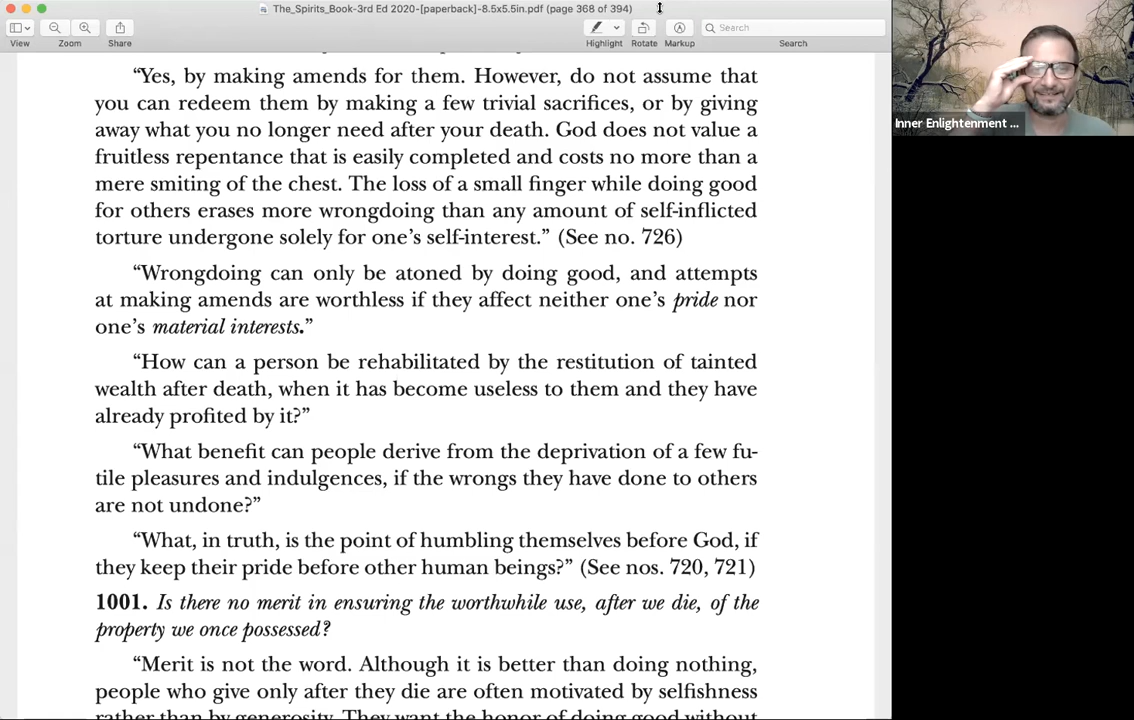 The_Spirits_Book-3rd Ed 2020-[paperback]-8.5x5.5in.pdf (page 368 of 394)
View
Zoom
Share
Highlight
Rotate
Markup
Search
Search
Inner Enlightenment ...
“Yes, by making amends for them. However, do not assume that
you can redeem them by making a few trivial sacrifices, or by giving
away what you no longer need after your death. God does not value a
fruitless repentance that is easily completed and costs no more than a
mere smiting of the chest. The loss of a small finger while doing good
for others erases more wrongdoing than any amount of self-inflicted
torture undergone solely for one’s self-interest.” (See no. 726)
“Wrongdoing can only be atoned by doing good, and attempts
at making amends are worthless if they affect neither one’s pride nor
one’s material interests.”
“How can a person be rehabilitated by the restitution of tainted
wealth after death, when it has become useless to them and they have
already profited by it?”
“What benefit can people derive from the deprivation of a few fu-
tile pleasures and indulgences, if the wrongs they have done to others
are not undone?”
“What, in truth, is the point of humbling themselves before God, if
they keep their pride before other human beings?” (See nos. 720, 721)
1001. Is there no merit in ensuring the worthwhile use, after we die, of the
property we once possessed?
“Merit is not the word. Although it is better than doing nothing,
people who give only after they die are often motivated by selfishness
rather than by generosity. They want the honor of doing good without